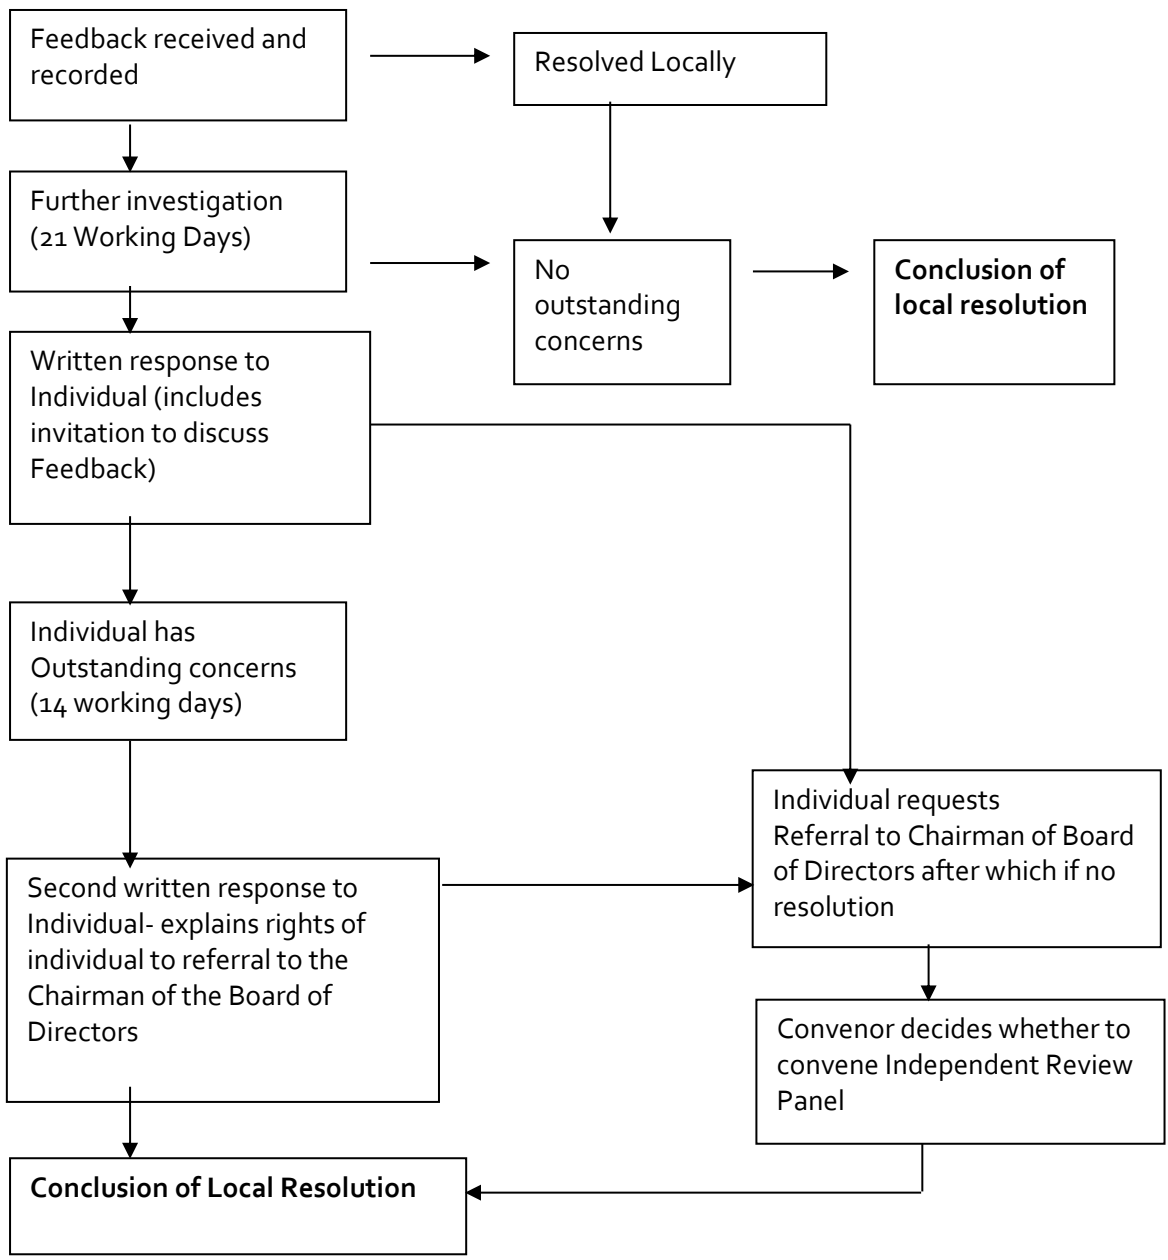 Feedback received and
recorded
Resolved Locally
Further investigation
(21 Working Days)
No
outstanding
concerns
Conclusion of
local resolution
Written response to
Individual (includes
invitation to discuss
Feedback)
Individual has
Outstanding concerns
(14 working days)
Individual requests
Referral to Chairman of Board
of Directors after which if no
resolution
Second written response to
Individual- explains rights of
individual to referral to the
Chairman of the Board of
Directors
Convenor decides whether to
convene Independent Review
Panel
Conclusion of Local Resolution